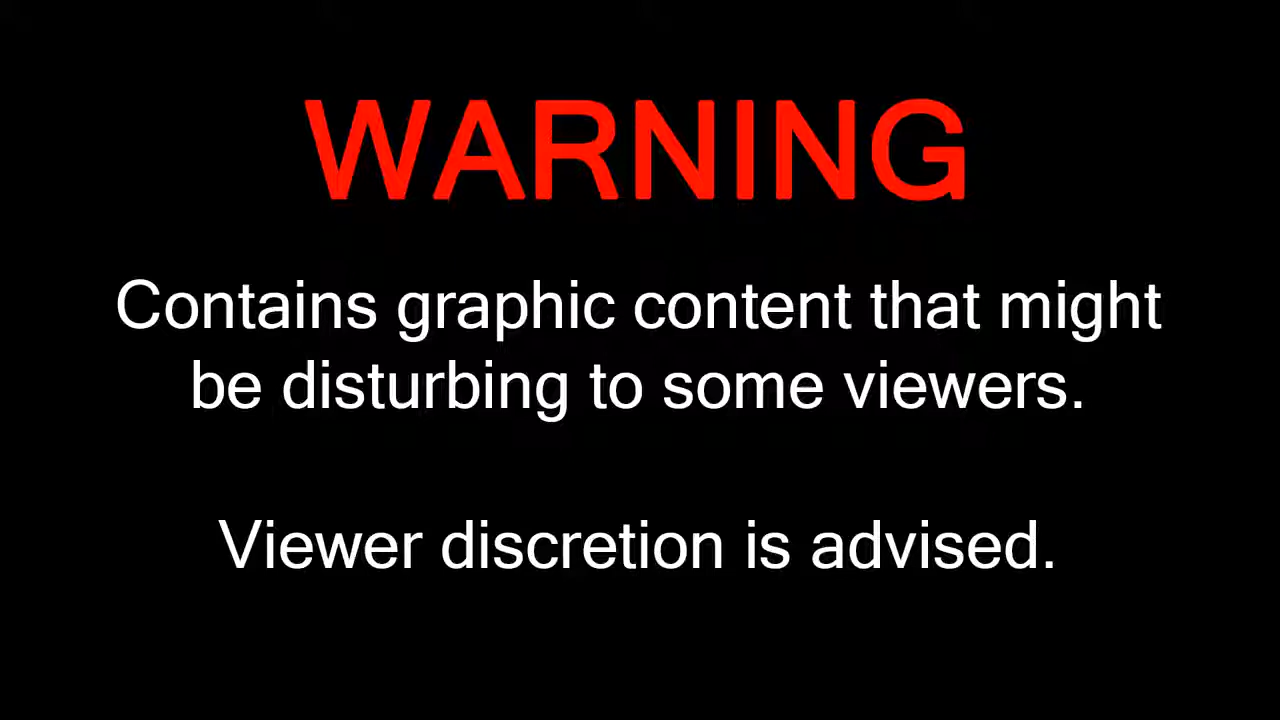 WARNING
Contains graphic content that might
be disturbing to some viewers.
Viewer discretion is advised.